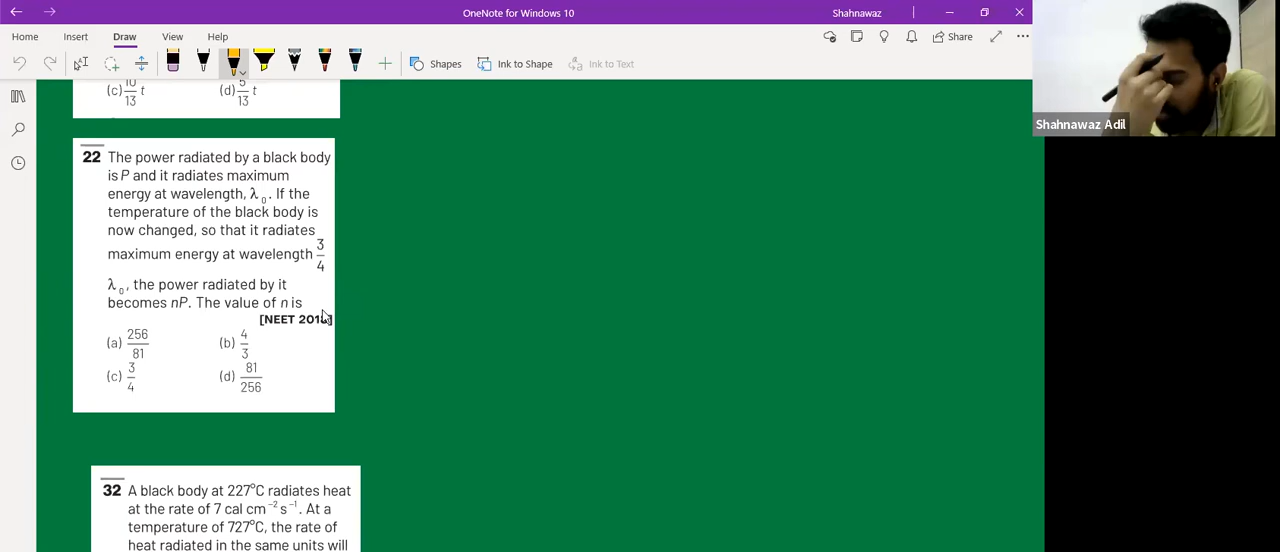 OneNote for Windows 10
Shahnawaz
Home Insert Draw View Help
Share
Shapes Ink to Shape Ink to Text
(c) 10/13 t (d) 5/13 t
22 The power radiated by a black body
is P and it radiates maximum
energy at wavelength, λ₀. If the
temperature of the black body is
now changed, so that it radiates
maximum energy at wavelength 3/4
λ₀, the power radiated by it
becomes nP. The value of n is
[NEET 2018]
(a) 256/81 (b) 4/3
(c) 3/4 (d) 81/256
32 A black body at 227°C radiates heat
at the rate of 7 cal cm⁻²s⁻¹. At a
temperature of 727°C, the rate of
heat radiated in the same units will
Shahnawaz Adil